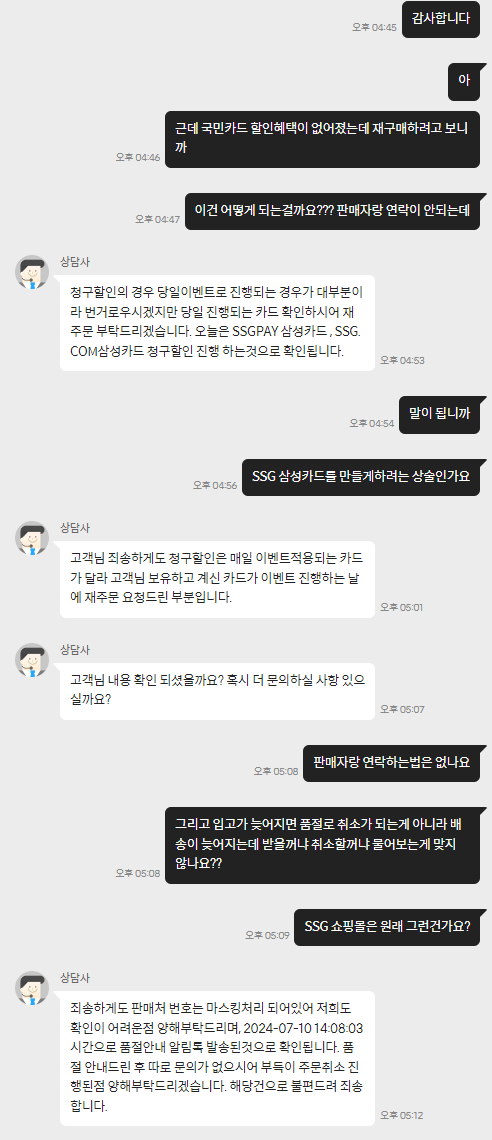 감사합니다
오후 04:45
아
근데 국민카드 할인혜택이 없어졌는데 재구매하려고 보니
까
오후 04:46
이건 어떻게 되는걸까요??? 판매자랑 연락이 안되는데
오후 04:47
상담사
청구할인의 경우 당일이벤트로 진행되는 경우가 대부분이
라 번거로우시겠지만 당일 진행되는 카드 확인하시어 재
주문 부탁드리겠습니다. 오늘은 SSGPAY 삼성카드 , SSG.
COM삼성카드 청구할인 진행 하는것으로 확인됩니다.
오후 04:53
말이 됩니까
오후 04:54
SSG 삼성카드를 만들게하려는 상술인가요
오후 04:56
상담사
고객님 죄송하게도 청구할인은 매일 이벤트적용되는 카드
가 달라 고객님 보유하고 계신 카드가 이벤트 진행하는 날
에 재주문 요청드린 부분입니다.
오후 05:01
상담사
고객님 내용 확인 되셨을까요? 혹시 더 문의하실 사항 있으
실까요?
오후 05:07
판매자랑 연락하는법은 없나요
오후 05:08
그리고 입고가 늦어지면 품절로 취소가 되는게 아니라 배
송이 늦어지는데 받을꺼냐 취소할꺼냐 물어보는게 맞지
않나요??
오후 05:08
SSG 쇼핑몰은 원래 그런건가요?
오후 05:09
상담사
죄송하게도 판매처 번호는 마스킹처리 되어있어 저희도
확인이 어려운점 양해부탁드리며, 2024-07-10 14:08:03
시간으로 품절안내 알림톡 발송된것으로 확인됩니다. 품
절 안내드린 후 따로 문의가 없으시어 부득이 주문취소 진
행된점 양해부탁드리겠습니다. 해당건으로 불편드려 죄송
합니다.
오후 05:12